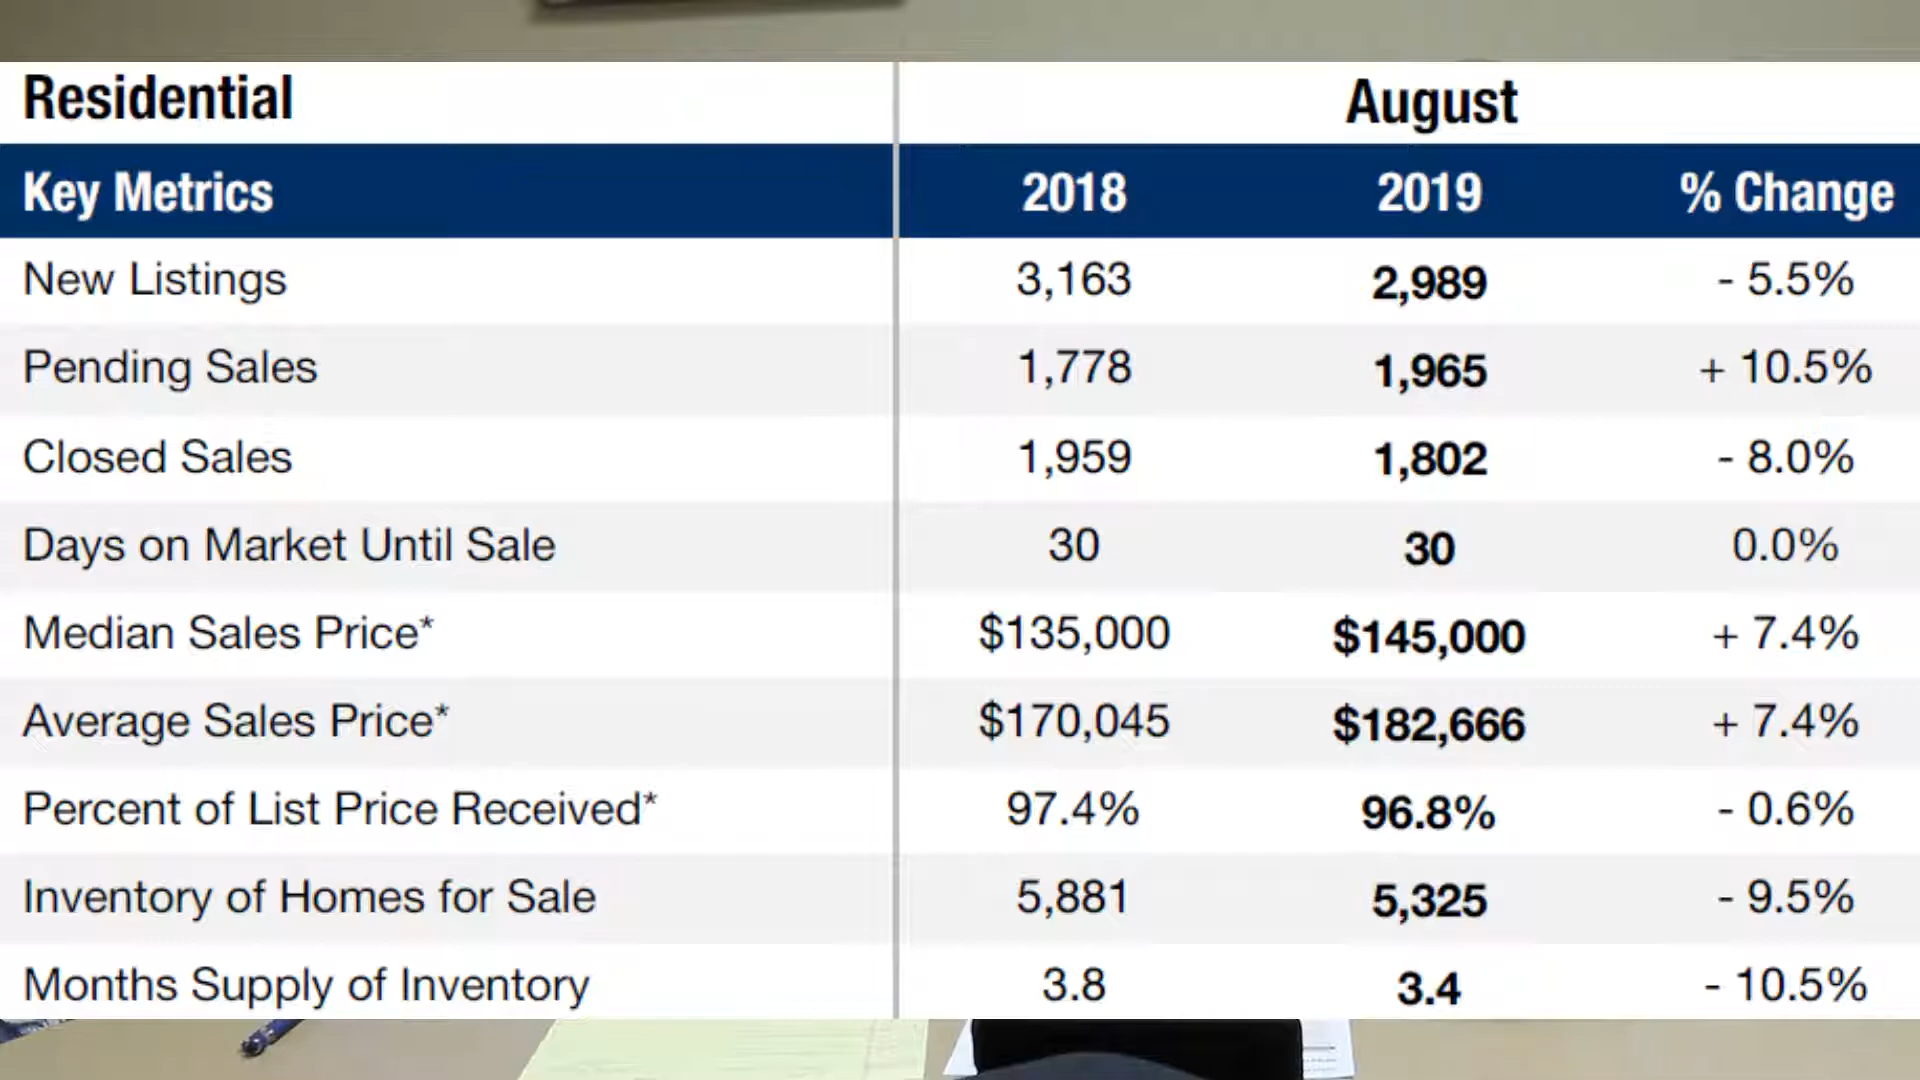 Residential August
Key Metrics 2018 2019 % Change
New Listings 3,163 2,989 - 5.5%
Pending Sales 1,778 1,965 + 10.5%
Closed Sales 1,959 1,802 - 8.0%
Days on Market Until Sale 30 30 0.0%
Median Sales Price* $135,000 $145,000 + 7.4%
Average Sales Price* $170,045 $182,666 + 7.4%
Percent of List Price Received* 97.4% 96.8% - 0.6%
Inventory of Homes for Sale 5,881 5,325 - 9.5%
Months Supply of Inventory 3.8 3.4 - 10.5%